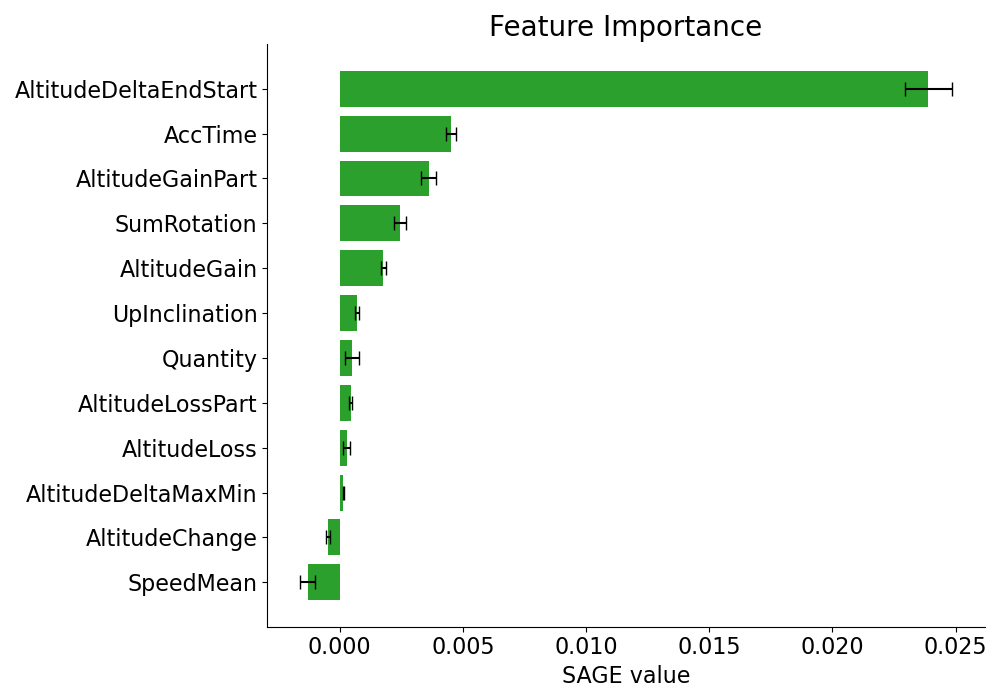 Feature Importance
AltitudeDeltaEndStart
AccTime
AltitudeGainPart
SumRotation
AltitudeGain
UpInclination
Quantity
AltitudeLossPart
AltitudeLoss
AltitudeDeltaMaxMin
AltitudeChange
SpeedMean
0.000 0.005 0.010 0.015 0.020 0.025
SAGE value